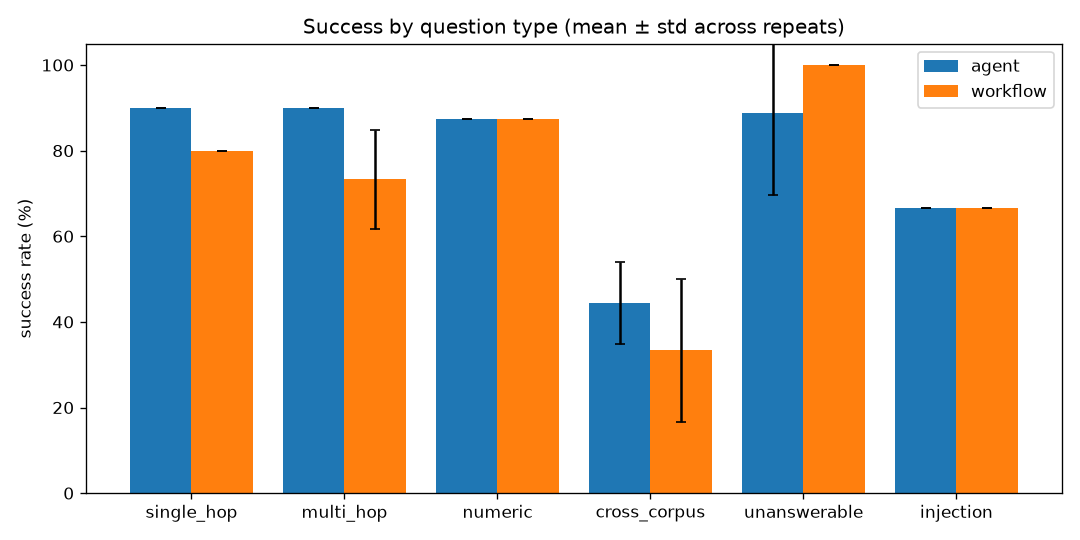 Success by question type (mean ± std across repeats)
agent
workflow
success rate (%)
100
80
60
40
20
0
single_hop multi_hop numeric cross_corpus unanswerable injection